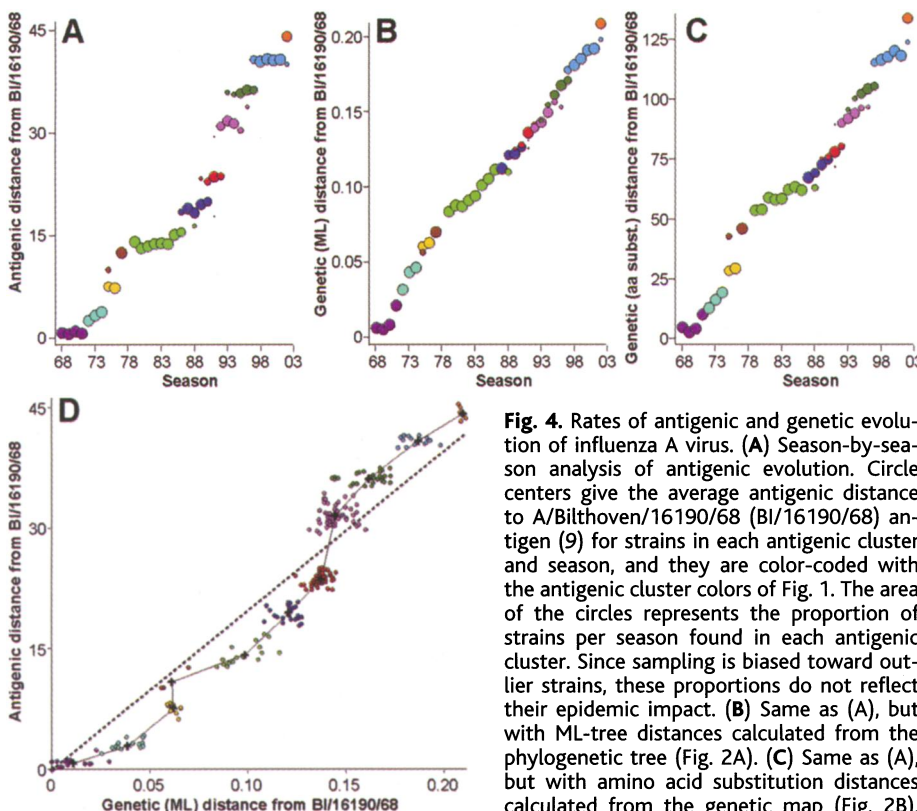 A
B
C
Antigenic distance from BI/16190/68
45
30
15
0
68 73 78 83 88 93 98 03
Season
Genetic (ML) distance from BI/16190/68
0.20
0.15
0.10
0.05
0
68 73 78 83 88 93 98 03
Season
Genetic (aa subst.) distance from BI/16190/68
125
100
75
50
25
0
68 73 78 83 88 93 98 03
Season
D
Antigenic distance from BI/16190/68
45
30
15
0
0 0.05 0.10 0.15 0.20
Genetic (ML) distance from BI/16190/68
Fig. 4. Rates of antigenic and genetic evolu-
tion of influenza A virus. (A) Season-by-sea-
son analysis of antigenic evolution. Circle
centers give the average antigenic distance
to A/Bilthoven/16190/68 (BI/16190/68) an-
tigen (9) for strains in each antigenic cluster
and season, and they are color-coded with
the antigenic cluster colors of Fig. 1. The area
of the circles represents the proportion of
strains per season found in each antigenic
cluster. Since sampling is biased toward out-
lier strains, these proportions do not reflect
their epidemic impact. (B) Same as (A), but
with ML-tree distances calculated from the
phylogenetic tree (Fig. 2A). (C) Same as (A),
but with amino acid substitution distances
calculated from the genetic map (Fig. 2B).